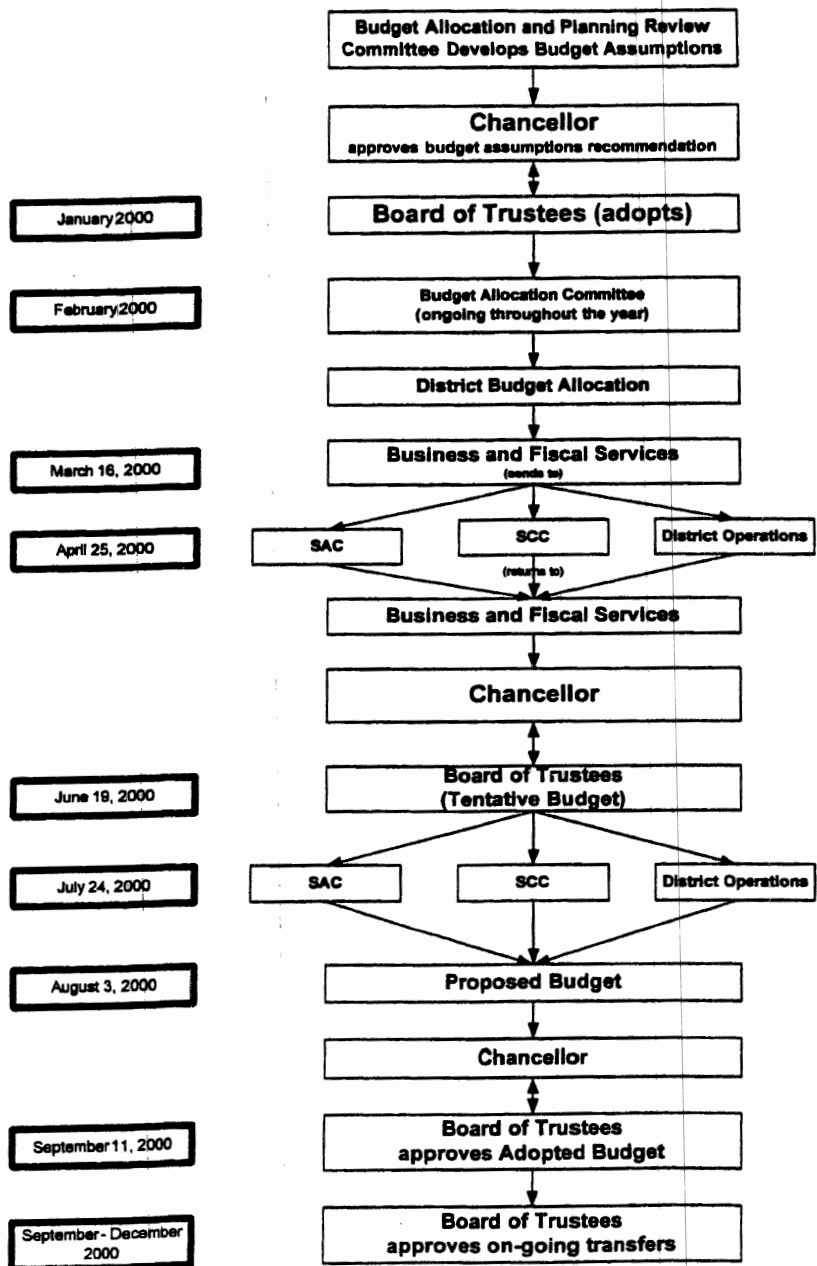 Budget Allocation and Planning Review
Committee Develops Budget Assumptions
Chancellor
approves budget assumptions recommendation
January 2000
Board of Trustees (adopts)
February 2000
Budget Allocation Committee
(ongoing throughout the year)
District Budget Allocation
March 16, 2000
Business and Fiscal Services
(sends to)
April 25, 2000
SAC
SCC
District Operations
(returns to)
Business and Fiscal Services
Chancellor
June 19, 2000
Board of Trustees
(Tentative Budget)
July 24, 2000
SAC
SCC
District Operations
August 3, 2000
Proposed Budget
Chancellor
September 11, 2000
Board of Trustees
approves Adopted Budget
September - December
2000
Board of Trustees
approves on-going transfers